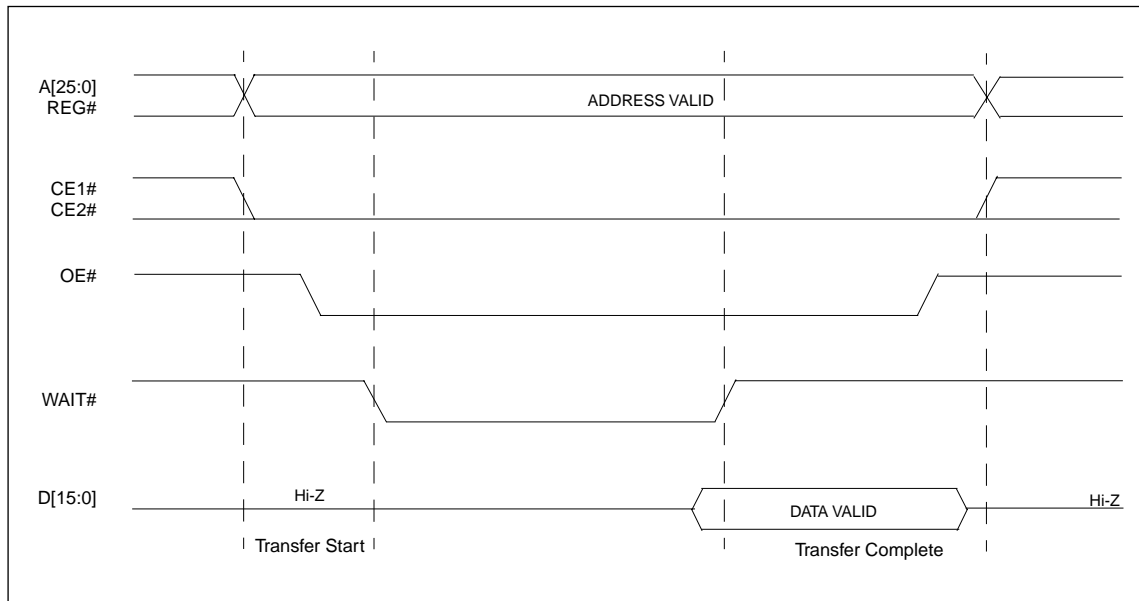 A[25:0]
REG#
ADDRESS VALID
CE1#
CE2#
OE#
WAIT#
D[15:0]
Hi-Z
DATA VALID
Hi-Z
Transfer Start
Transfer Complete